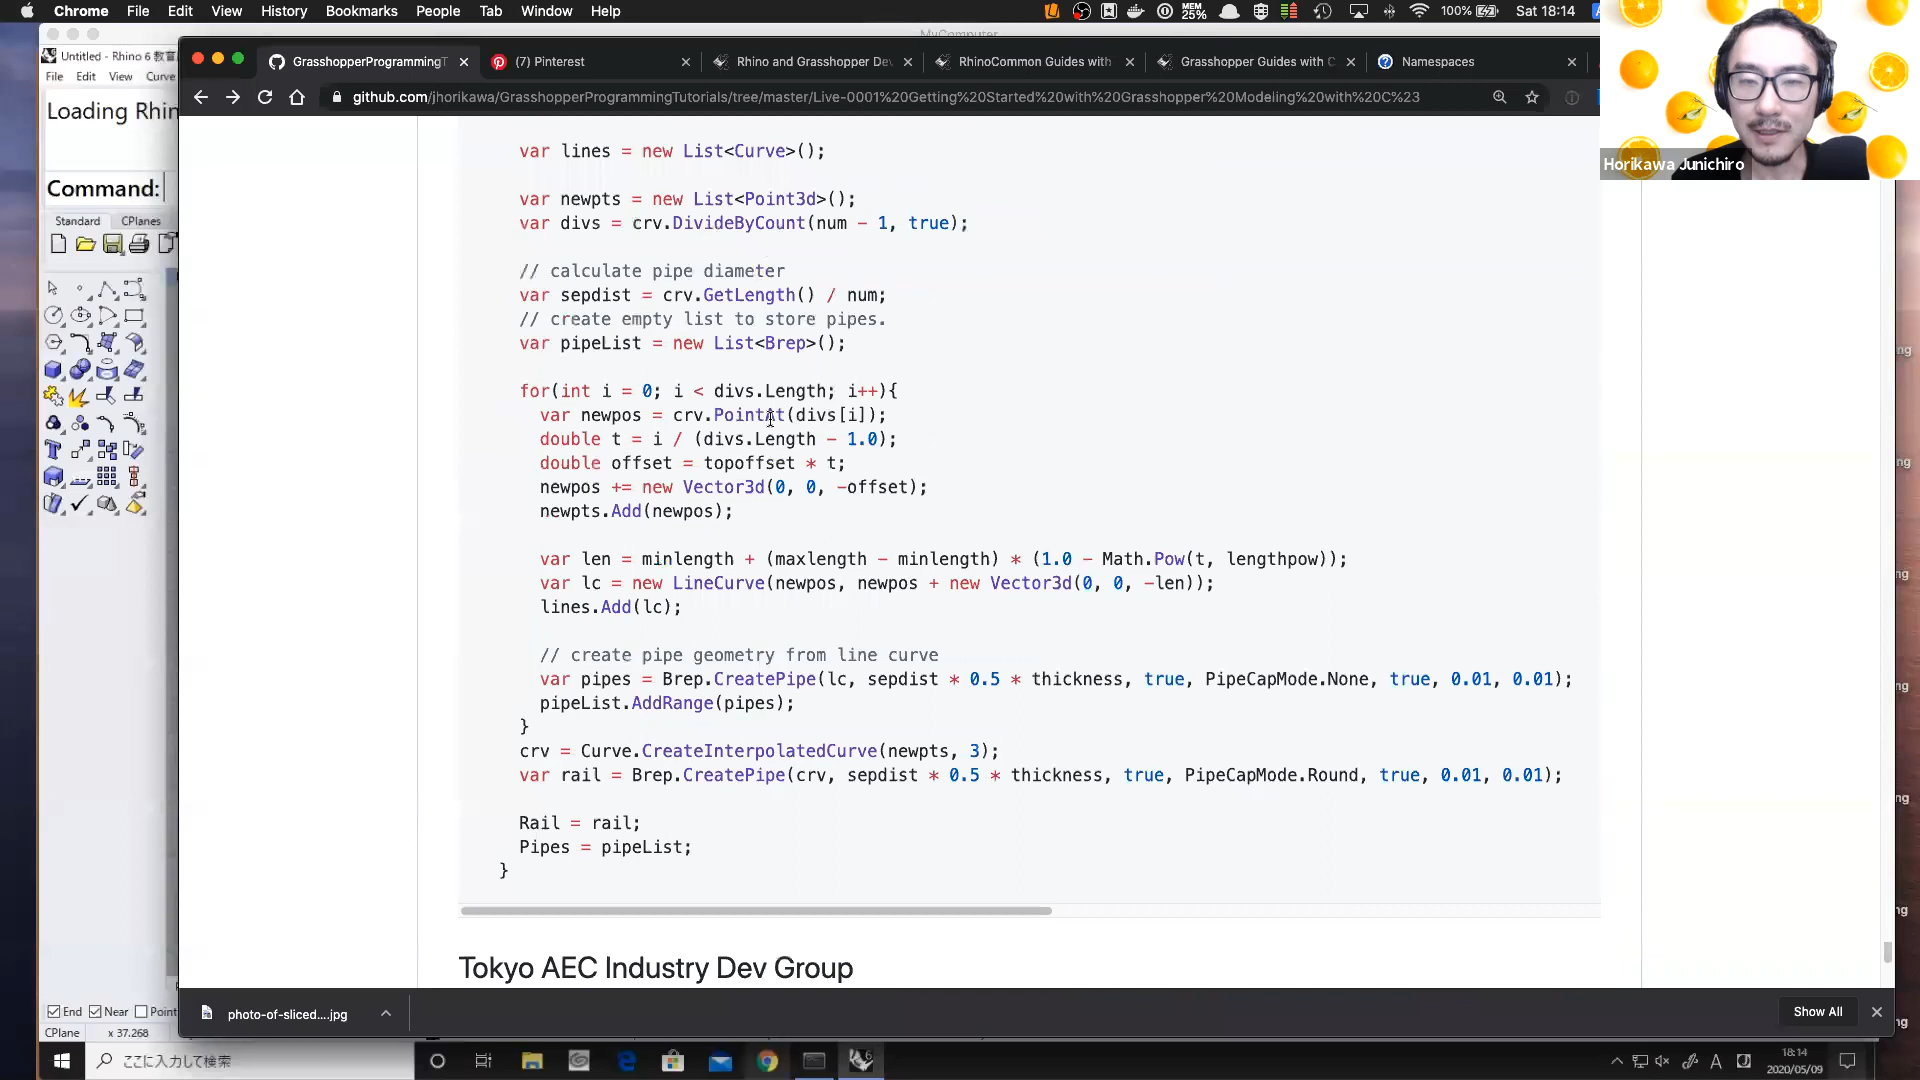 Chrome File Edit View History Bookmarks People Tab Window Help
MEM 25% 100% Sat 18:14
MyComputer
Untitled - Rhino 6
File Edit View Curve
Loading Rhin
Command:
Standard CPlanes
GrasshopperProgrammingT
(7) Pinterest
Rhino and Grasshopper Dev
RhinoCommon Guides with
Grasshopper Guides with C
Namespaces
github.com/jhorikawa/GrasshopperProgrammingTutorials/tree/master/Live-0001%20Getting%20Started%20with%20Grasshopper%20Modeling%20with%20C%23
Horikawa Junichiro
var lines = new List<Curve>();
var newpts = new List<Point3d>();
var divs = crv.DivideByCount(num - 1, true);
// calculate pipe diameter
var sepdist = crv.GetLength() / num;
// create empty list to store pipes.
var pipeList = new List<Brep>();
for(int i = 0; i < divs.Length; i++){
var newpos = crv.PointAt(divs[i]);
double t = i / (divs.Length - 1.0);
double offset = topoffset * t;
newpos += new Vector3d(0, 0, -offset);
newpts.Add(newpos);
var len = minlength + (maxlength - minlength) * (1.0 - Math.Pow(t, lengthpow));
var lc = new LineCurve(newpos, newpos + new Vector3d(0, 0, -len));
lines.Add(lc);
// create pipe geometry from line curve
var pipes = Brep.CreatePipe(lc, sepdist * 0.5 * thickness, true, PipeCapMode.None, true, 0.01, 0.01);
pipeList.AddRange(pipes);
}
crv = Curve.CreateInterpolatedCurve(newpts, 3);
var rail = Brep.CreatePipe(crv, sepdist * 0.5 * thickness, true, PipeCapMode.Round, true, 0.01, 0.01);
Rail = rail;
Pipes = pipeList;
}
Tokyo AEC Industry Dev Group
photo-of-sliced....jpg
Show All
End Near Point
CPlane x 37.268
ここに入力して検索
A
18:14
2020/05/09